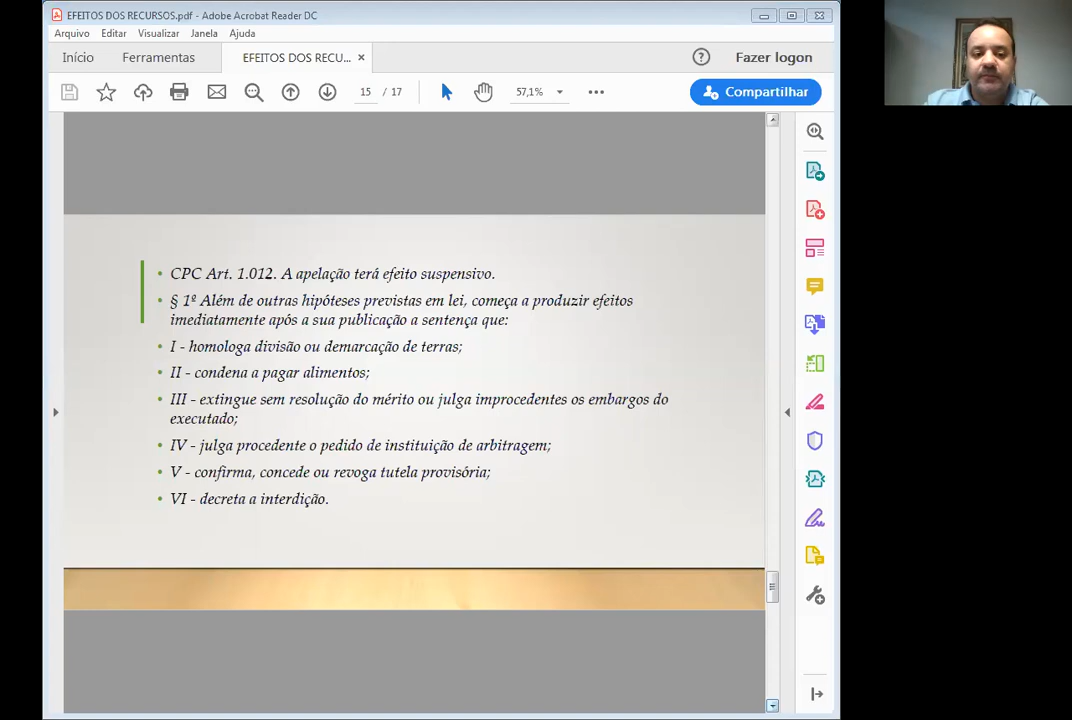 EFEITOS DOS RECURSOS.pdf - Adobe Acrobat Reader DC
Arquivo Editar Visualizar Janela Ajuda
Início Ferramentas EFEITOS DOS RECU... × Fazer logon
15 / 17 57,1% Compartilhar
• CPC Art. 1.012. A apelação terá efeito suspensivo.
• § 1º Além de outras hipóteses previstas em lei, começa a produzir efeitos
imediatamente após a sua publicação a sentença que:
• I - homologa divisão ou demarcação de terras;
• II - condena a pagar alimentos;
• III - extingue sem resolução do mérito ou julga improcedentes os embargos do
executado;
• IV - julga procedente o pedido de instituição de arbitragem;
• V - confirma, concede ou revoga tutela provisória;
• VI - decreta a interdição.